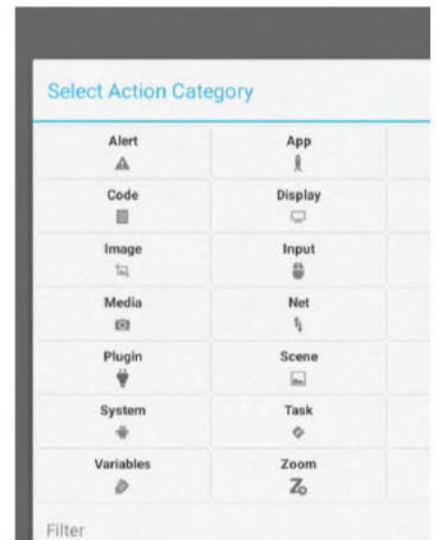 Select Action Category
Alert App
Code Display
Image Input
Media Net
Plugin Scene
System Task
Variables Zoom
Filter